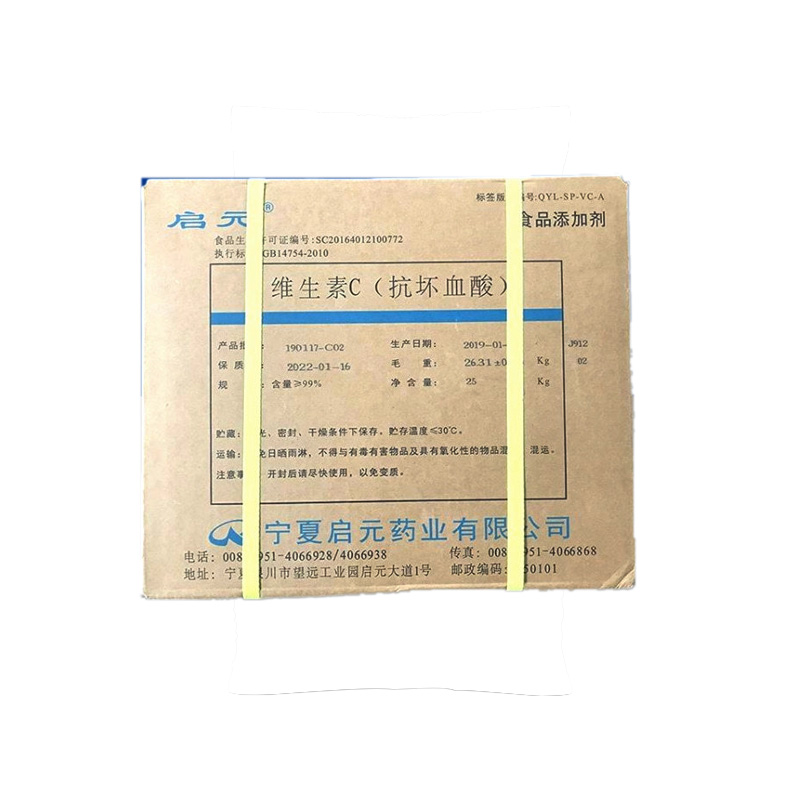 标签版 号:QYL-SP-VC-A
启元® 食品添加剂
食品生 许可证编号:SC20164012100772
执行标 GB14754-2010
维生素C(抗坏血酸)
产品批 190117-C02 生产日期: 2019-01- J912
保质 2022-01-16 毛 重: 26.31± Kg 02
规 含量≥99% 净含量: 25 Kg
贮藏: 光、密封、干燥条件下保存。贮存温度≤30℃。
运输: 免日晒雨淋,不得与有毒有害物品及具有氧化性的物品混 混运。
注意事 开封后请尽快使用,以免变质。
宁夏启元药业有限公司
电话: 008 951-4066928/4066938 传真: 008 951-4066868
地址: 宁夏 川市望远工业园启元大道1号 邮政编码: 50101